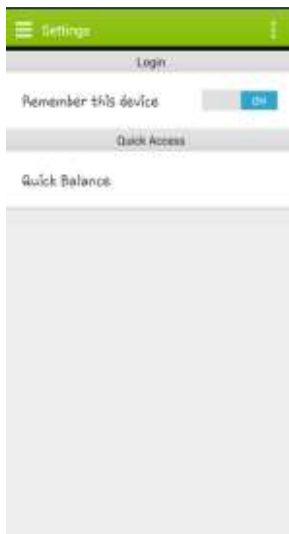 Settings
Login
Remember this device
ON
Quick Access
Quick Balance